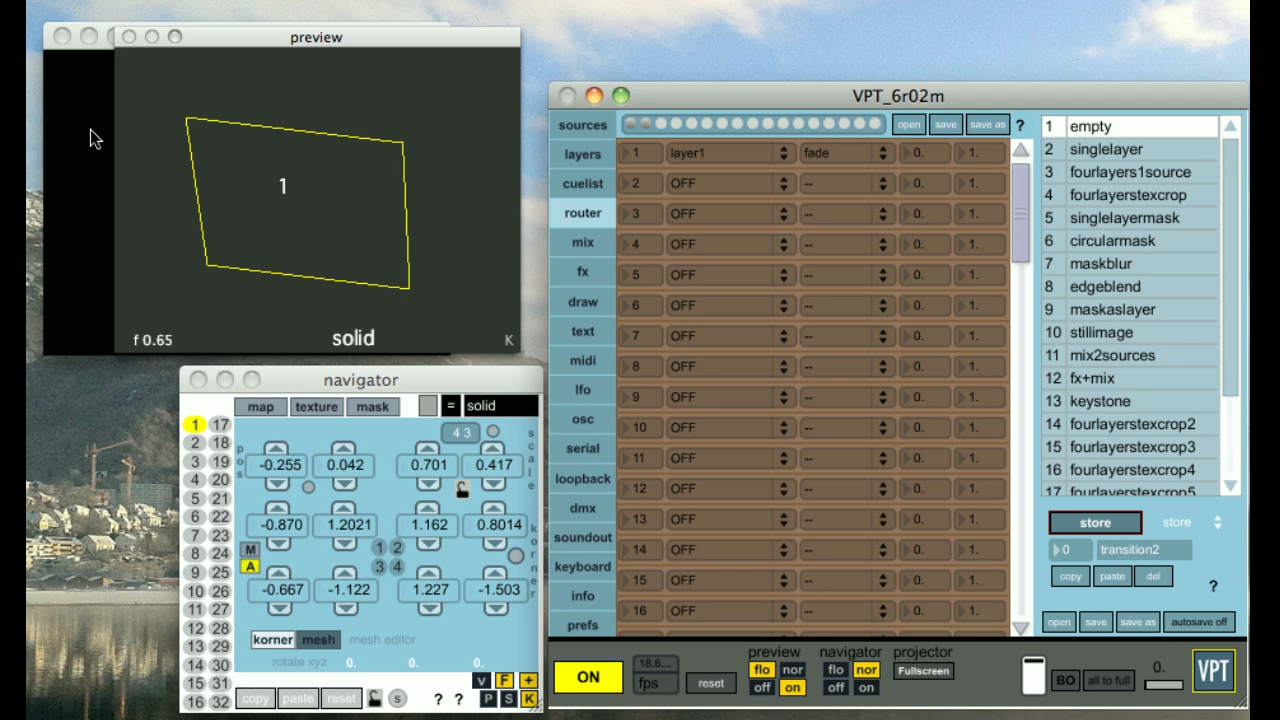 preview
1
f 0.65 solid K
navigator
map texture mask = solid
4 3
pos
scale
-0.255 0.042 0.701 0.417
-0.870 1.2021 1.162 0.8014
korner
M
A
1 2
3 4
-0.667 -1.122 1.227 -1.503
korner mesh mesh editor
rotate xyz 0. 0. 0.
copy paste reset s ? ?
v F +
P S K
1 17
2 18
3 19
4 20
5 21
6 22
7 23
8 24
9 25
10 26
11 27
12 28
13 29
14 30
15 31
16 32
VPT_6r02m
sources
layers
cuelist
router
mix
fx
draw
text
midi
lfo
osc
serial
loopback
dmx
soundout
keyboard
info
prefs
open save save as ?
1 layer1 fade 0. 1.
2 OFF -- 0. 1.
3 OFF -- 0. 1.
4 OFF -- 0. 1.
5 OFF -- 0. 1.
6 OFF -- 0. 1.
7 OFF -- 0. 1.
8 OFF -- 0. 1.
9 OFF -- 0. 1.
10 OFF -- 0. 1.
11 OFF -- 0. 1.
12 OFF -- 0. 1.
13 OFF -- 0. 1.
14 OFF -- 0. 1.
15 OFF -- 0. 1.
16 OFF -- 0. 1.
1 empty
2 singlelayer
3 fourlayers1source
4 fourlayerstexcrop
5 singlelayermask
6 circularmask
7 maskblur
8 edgeblend
9 maskaslayer
10 stillimage
11 mix2sources
12 fx+mix
13 keystone
14 fourlayerstexcrop2
15 fourlayerstexcrop3
16 fourlayerstexcrop4
17 fourlayerstexcrop5
store store
0 transition2
copy paste del ?
open save save as autosave off
ON
18.6...
fps
reset
preview
flo nor
off on
navigator
flo nor
off on
projector
Fullscreen
BO all to full
0.
VPT